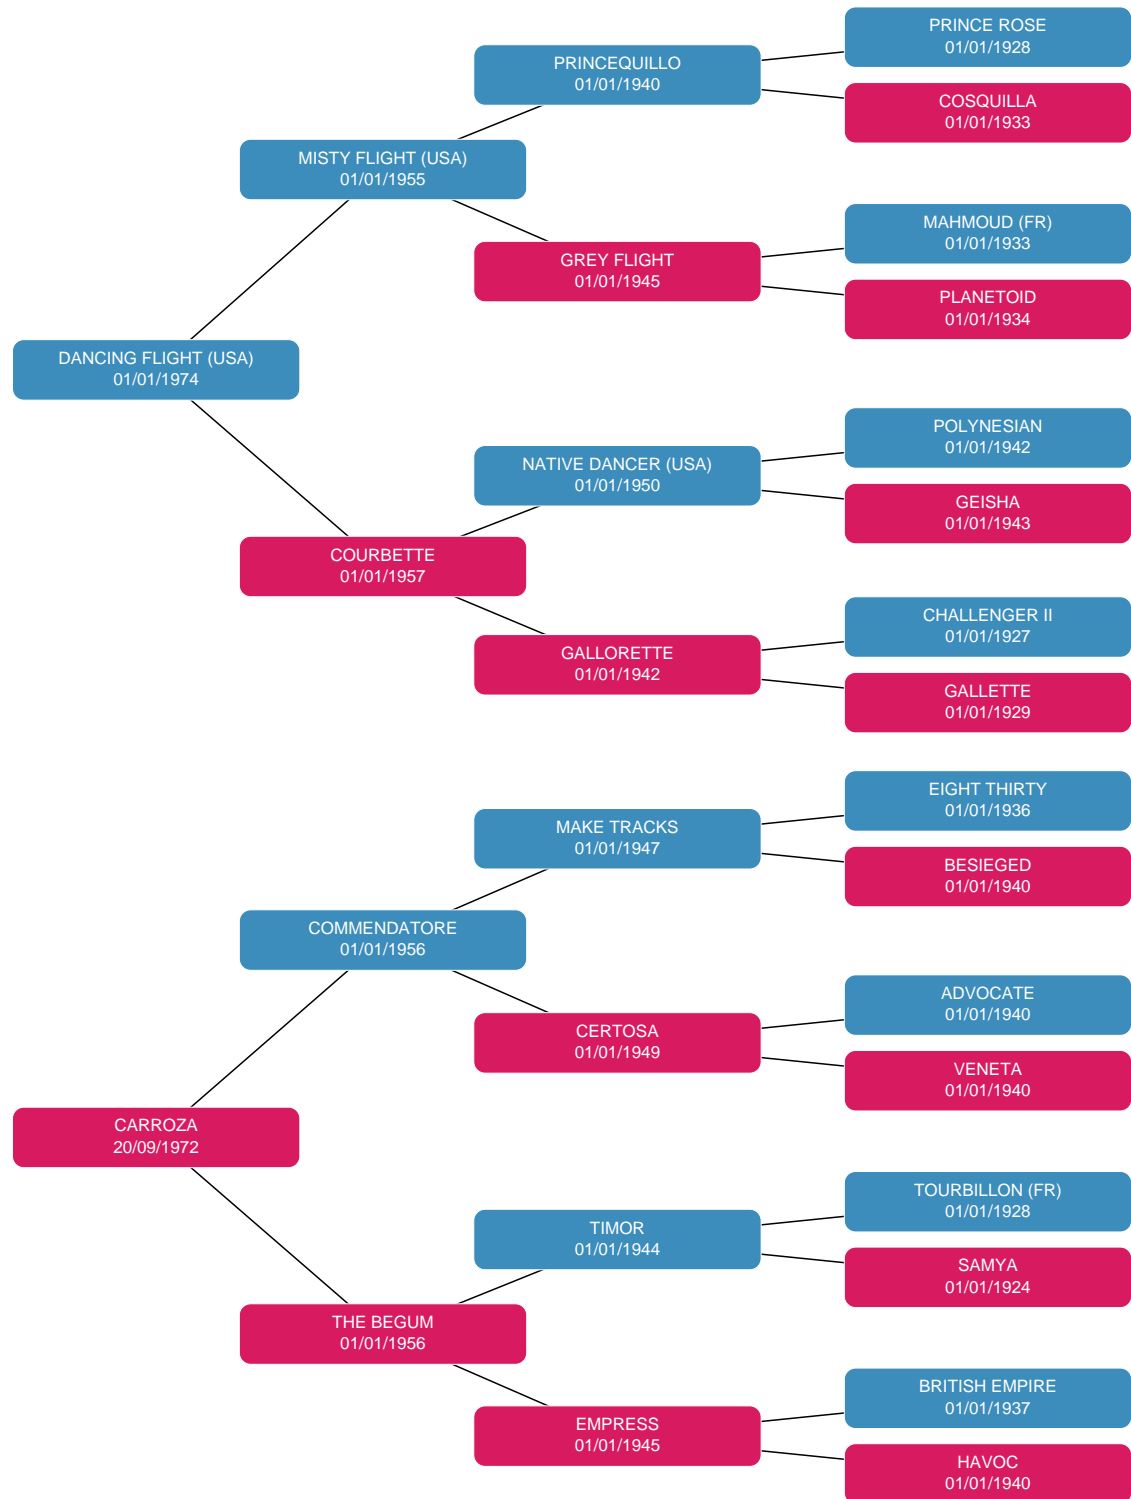 PRINCE ROSE
01/01/1928
PRINCEQUILLO
01/01/1940
COSQUILLA
01/01/1933
MISTY FLIGHT (USA)
01/01/1955
MAHMOUD (FR)
01/01/1933
GREY FLIGHT
01/01/1945
PLANETOID
01/01/1934
DANCING FLIGHT (USA)
01/01/1974
POLYNESIAN
01/01/1942
NATIVE DANCER (USA)
01/01/1950
GEISHA
01/01/1943
COURBETTE
01/01/1957
CHALLENGER II
01/01/1927
GALLORETTE
01/01/1942
GALLETTE
01/01/1929
EIGHT THIRTY
01/01/1936
MAKE TRACKS
01/01/1947
BESIEGED
01/01/1940
COMMENDATORE
01/01/1956
ADVOCATE
01/01/1940
CERTOSA
01/01/1949
VENETA
01/01/1940
CARROZA
20/09/1972
TOURBILLON (FR)
01/01/1928
TIMOR
01/01/1944
SAMYA
01/01/1924
THE BEGUM
01/01/1956
BRITISH EMPIRE
01/01/1937
EMPRESS
01/01/1945
HAVOC
01/01/1940